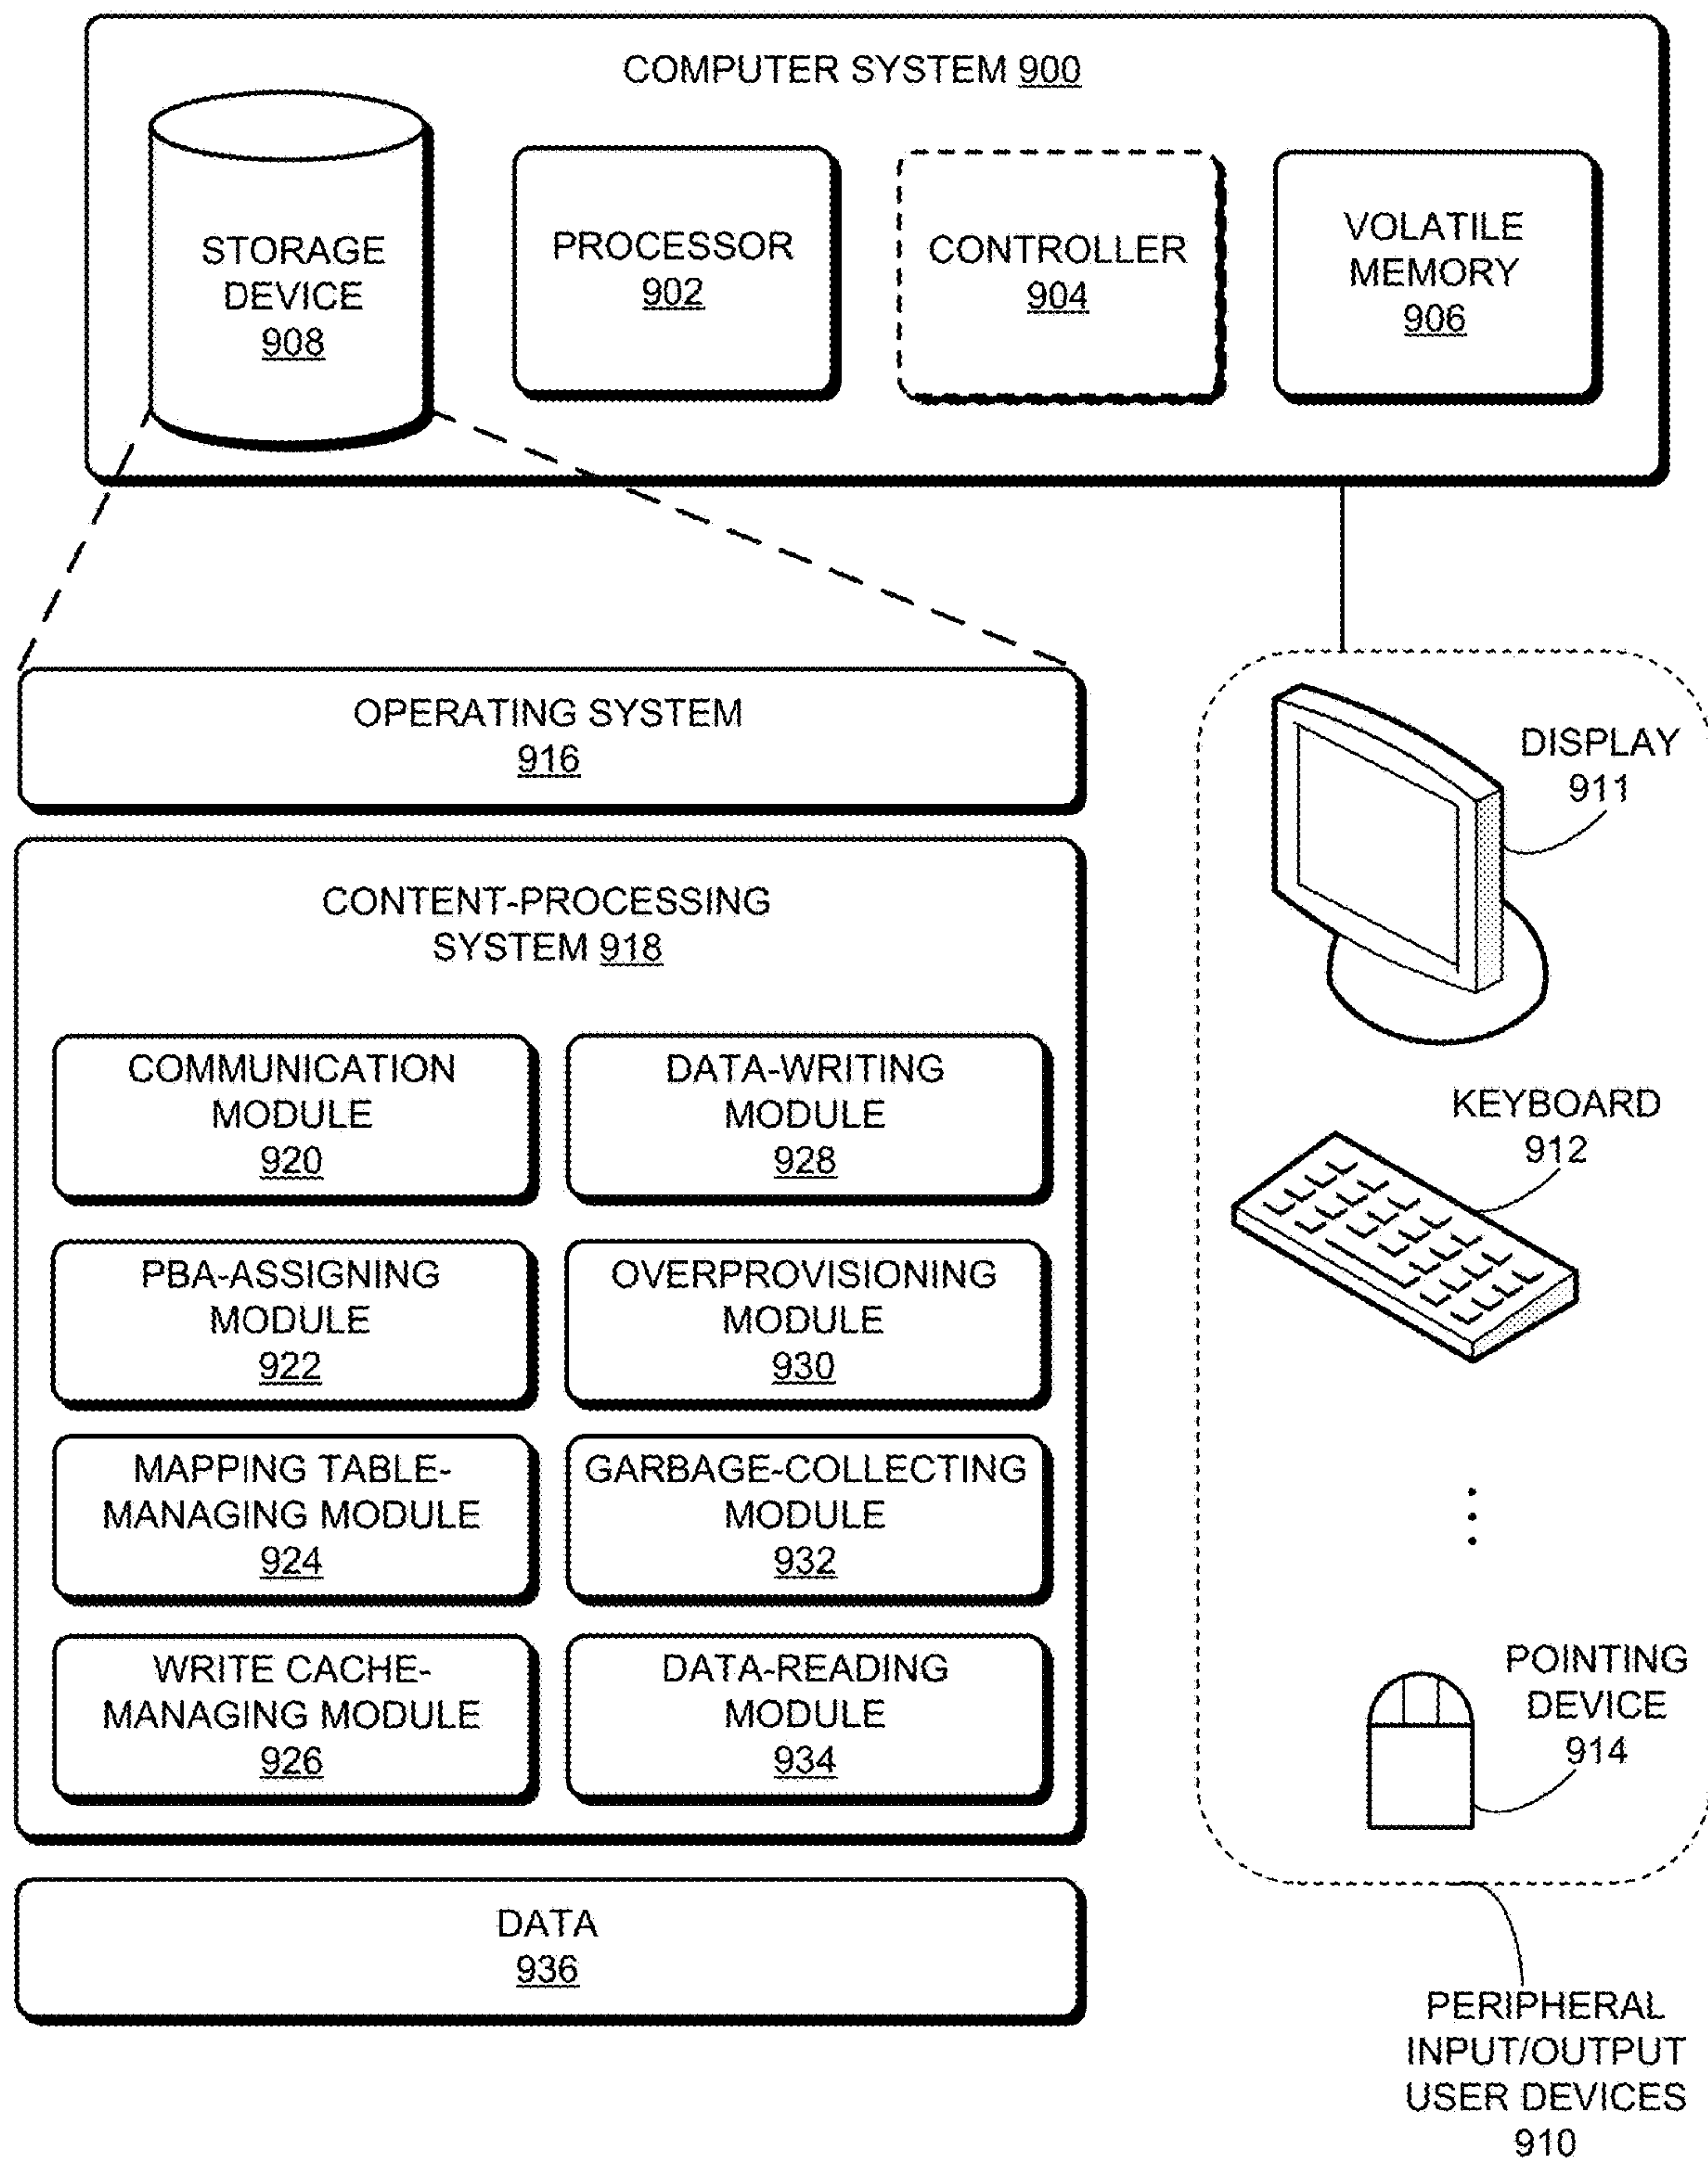 COMPUTER SYSTEM 900
STORAGE
DEVICE
908
PROCESSOR
902
CONTROLLER
904
VOLATILE
MEMORY
906
OPERATING SYSTEM
916
CONTENT-PROCESSING
SYSTEM 918
COMMUNICATION
MODULE
920
DATA-WRITING
MODULE
928
PBA-ASSIGNING
MODULE
922
OVERPROVISIONING
MODULE
930
MAPPING TABLE-
MANAGING MODULE
924
GARBAGE-COLLECTING
MODULE
932
WRITE CACHE-
MANAGING MODULE
926
DATA-READING
MODULE
934
DATA
936
DISPLAY
911
KEYBOARD
912
POINTING
DEVICE
914
PERIPHERAL
INPUT/OUTPUT
USER DEVICES
910